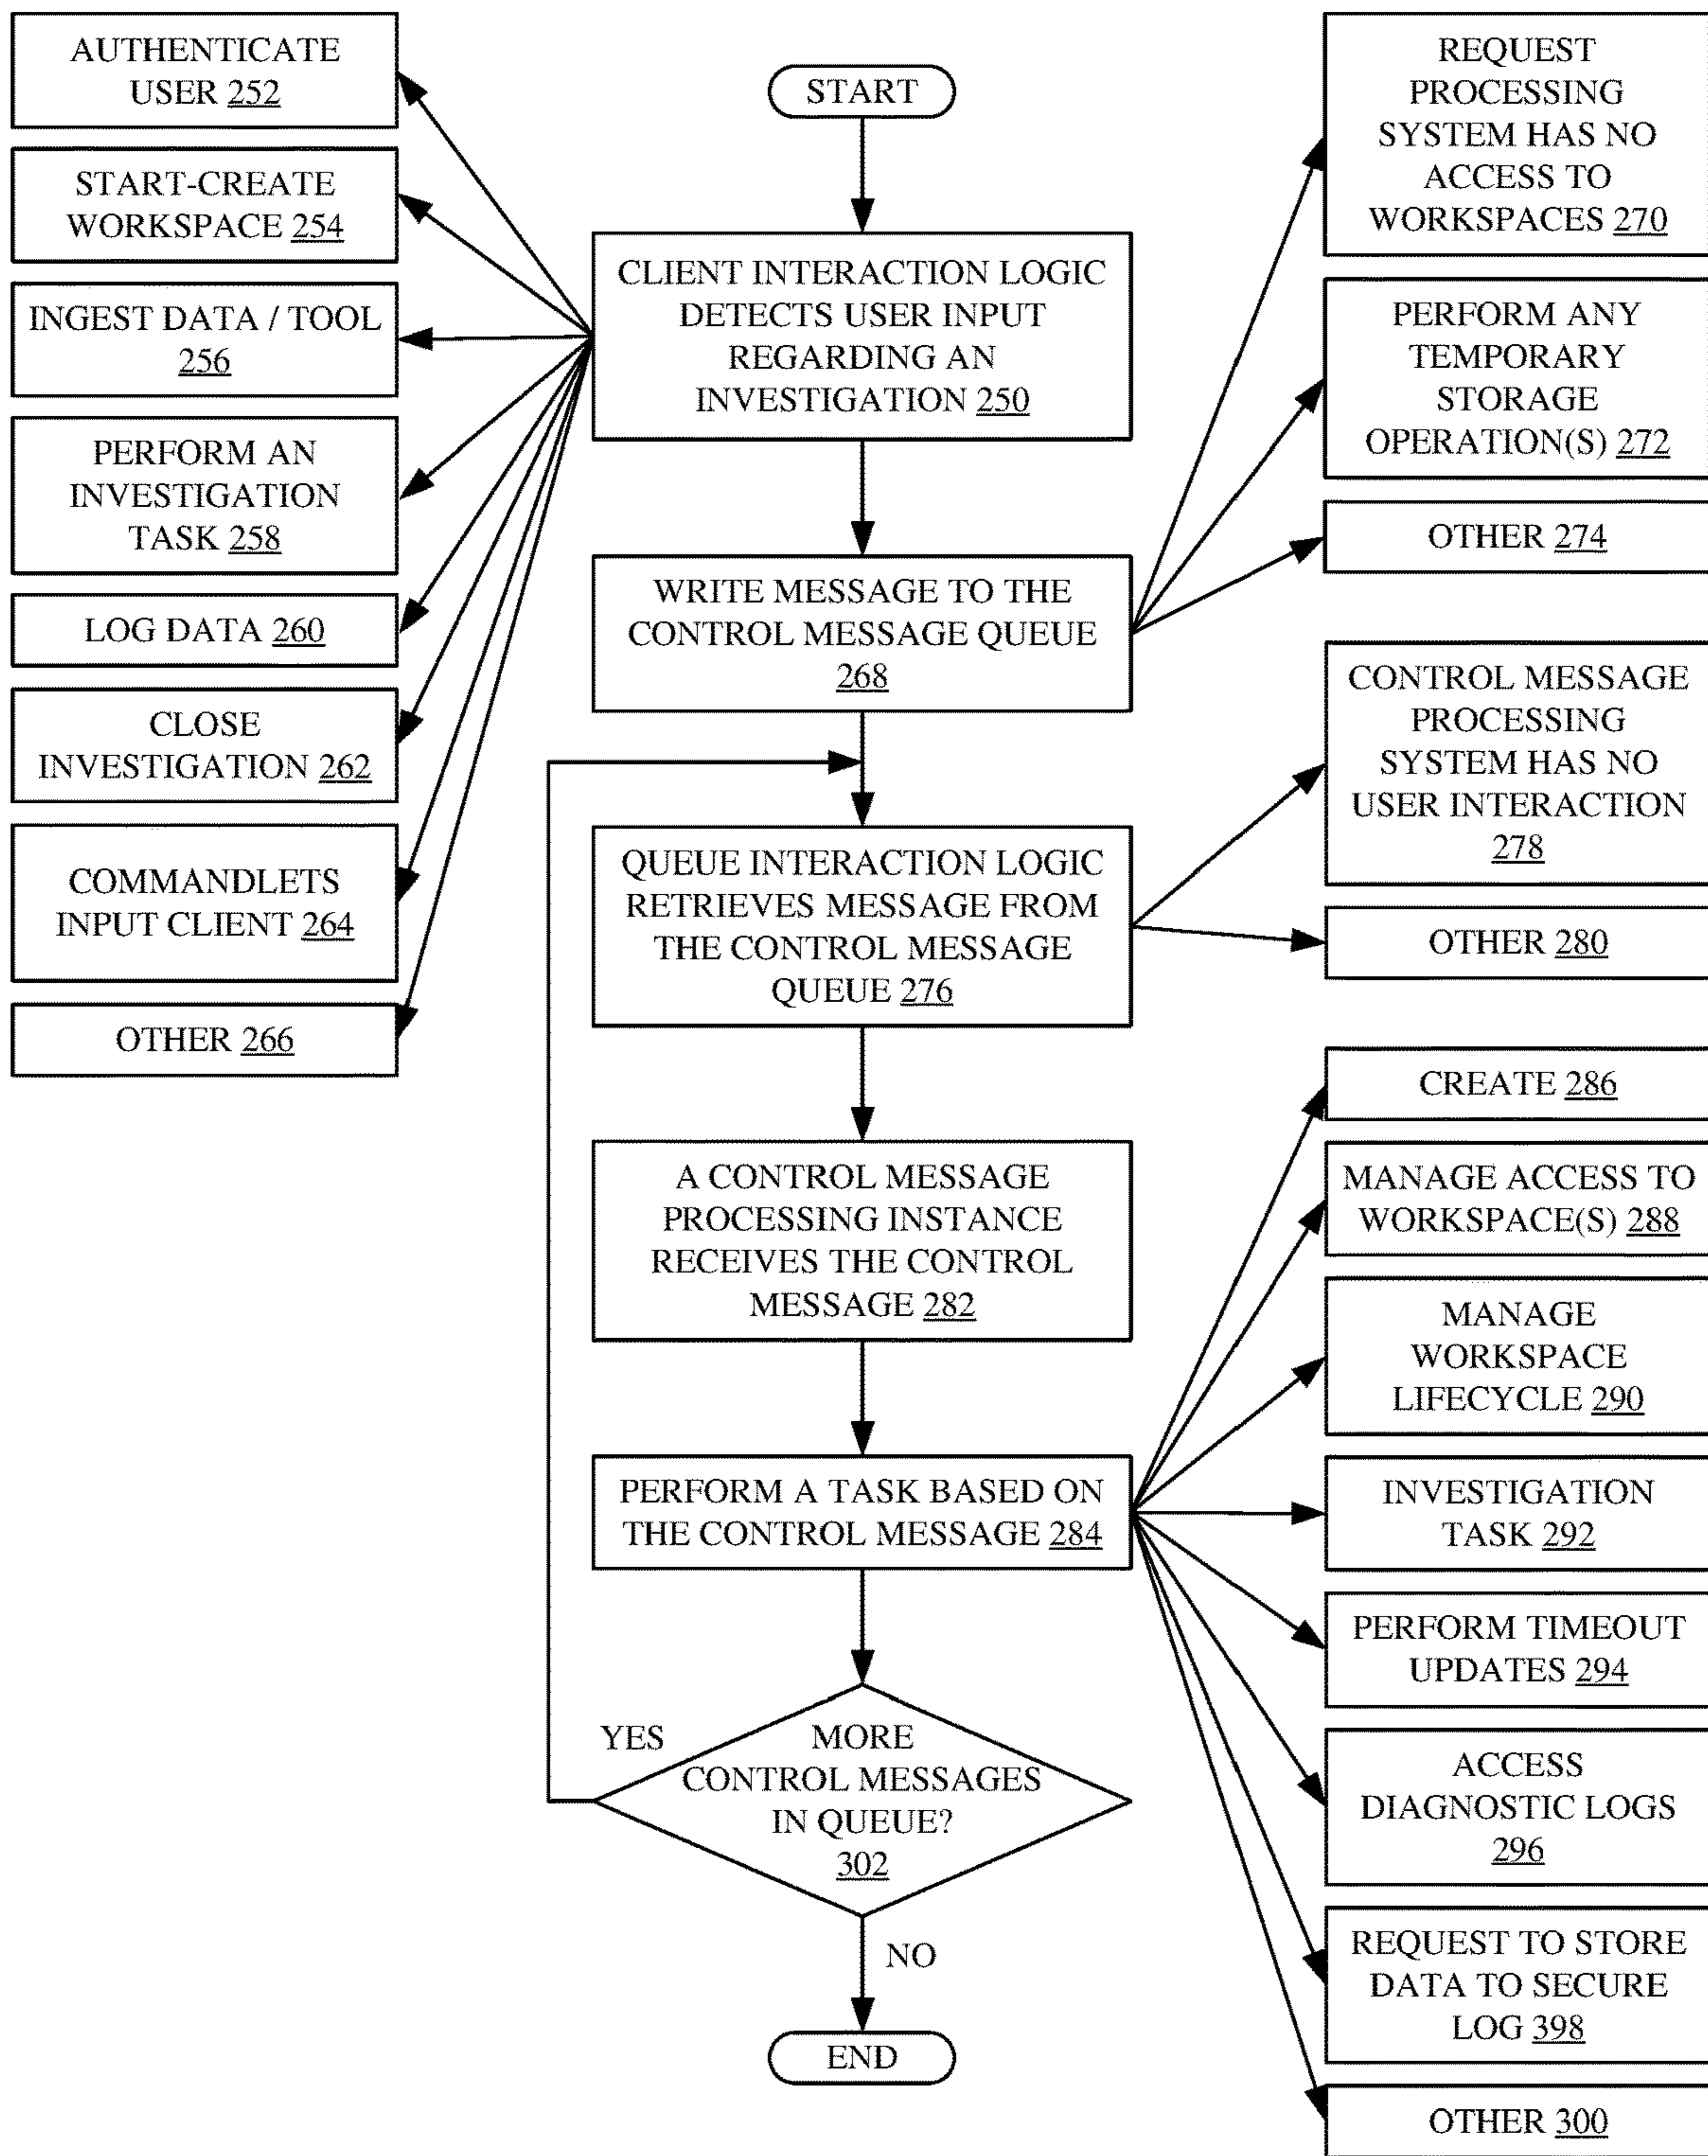 AUTHENTICATE
USER 252
START-CREATE
WORKSPACE 254
INGEST DATA / TOOL
256
PERFORM AN
INVESTIGATION
TASK 258
LOG DATA 260
CLOSE
INVESTIGATION 262
COMMANDLETS
INPUT CLIENT 264
OTHER 266
START
CLIENT INTERACTION LOGIC
DETECTS USER INPUT
REGARDING AN
INVESTIGATION 250
WRITE MESSAGE TO THE
CONTROL MESSAGE QUEUE
268
QUEUE INTERACTION LOGIC
RETRIEVES MESSAGE FROM
THE CONTROL MESSAGE
QUEUE 276
A CONTROL MESSAGE
PROCESSING INSTANCE
RECEIVES THE CONTROL
MESSAGE 282
PERFORM A TASK BASED ON
THE CONTROL MESSAGE 284
YES
MORE
CONTROL MESSAGES
IN QUEUE?
302
NO
END
REQUEST
PROCESSING
SYSTEM HAS NO
ACCESS TO
WORKSPACES 270
PERFORM ANY
TEMPORARY
STORAGE
OPERATION(S) 272
OTHER 274
CONTROL MESSAGE
PROCESSING
SYSTEM HAS NO
USER INTERACTION
278
OTHER 280
CREATE 286
MANAGE ACCESS TO
WORKSPACE(S) 288
MANAGE
WORKSPACE
LIFECYCLE 290
INVESTIGATION
TASK 292
PERFORM TIMEOUT
UPDATES 294
ACCESS
DIAGNOSTIC LOGS
296
REQUEST TO STORE
DATA TO SECURE
LOG 398
OTHER 300